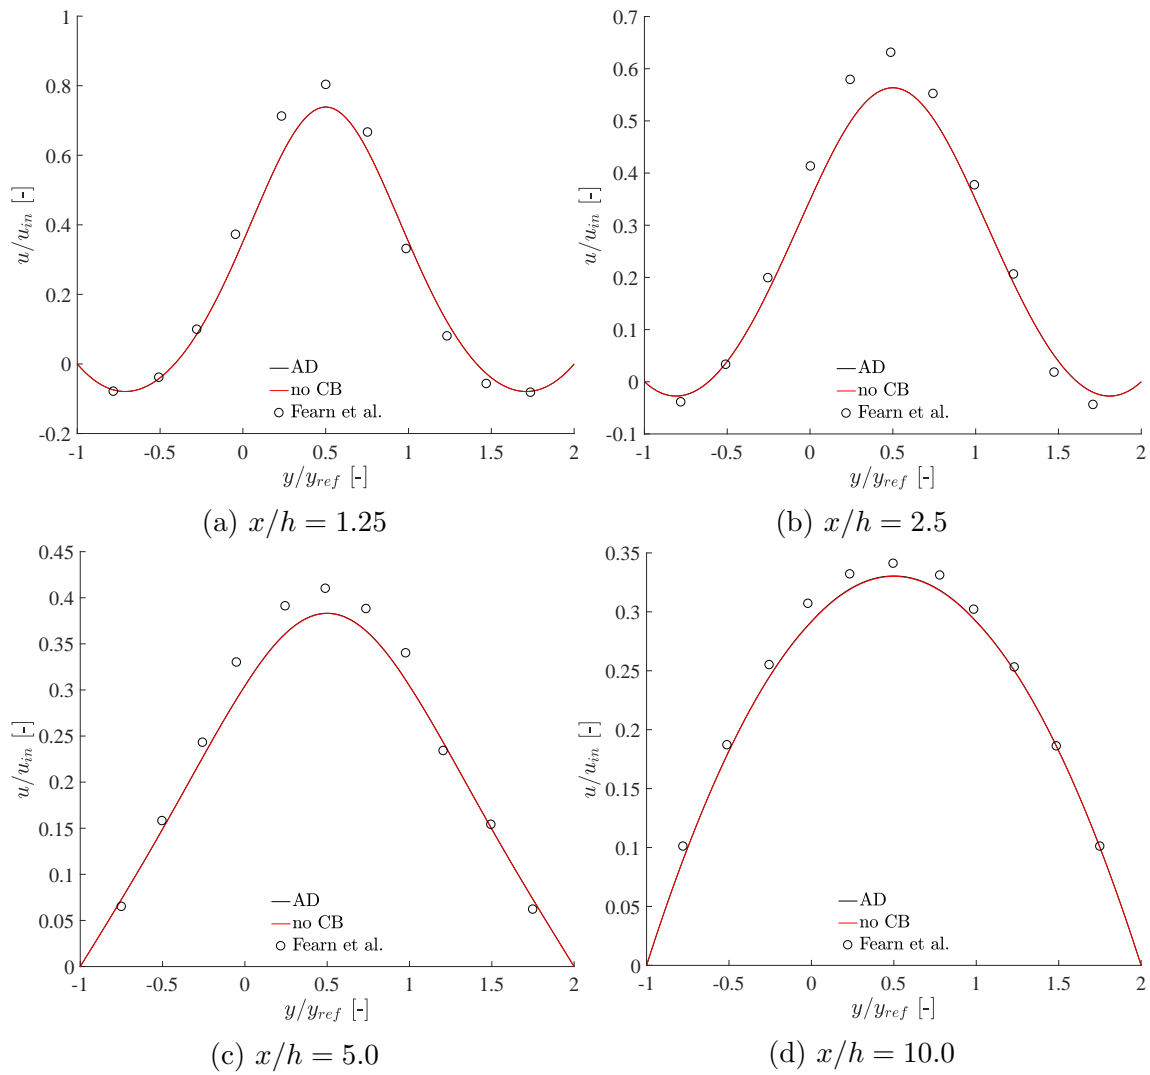 1
0.8
0.6
0.4
0.2
0
-0.2
u/u_in [-]
-1 -0.5 0 0.5 1 1.5 2
y/y_ref [-]
AD
no CB
Fearn et al.
(a) x/h = 1.25
0.7
0.6
0.5
0.4
0.3
0.2
0.1
0
-0.1
u/u_in [-]
-1 -0.5 0 0.5 1 1.5 2
y/y_ref [-]
AD
no CB
Fearn et al.
(b) x/h = 2.5
0.45
0.4
0.35
0.3
0.25
0.2
0.15
0.1
0.05
0
u/u_in [-]
-1 -0.5 0 0.5 1 1.5 2
y/y_ref [-]
AD
no CB
Fearn et al.
(c) x/h = 5.0
0.35
0.3
0.25
0.2
0.15
0.1
0.05
0
u/u_in [-]
-1 -0.5 0 0.5 1 1.5 2
y/y_ref [-]
AD
no CB
Fearn et al.
(d) x/h = 10.0